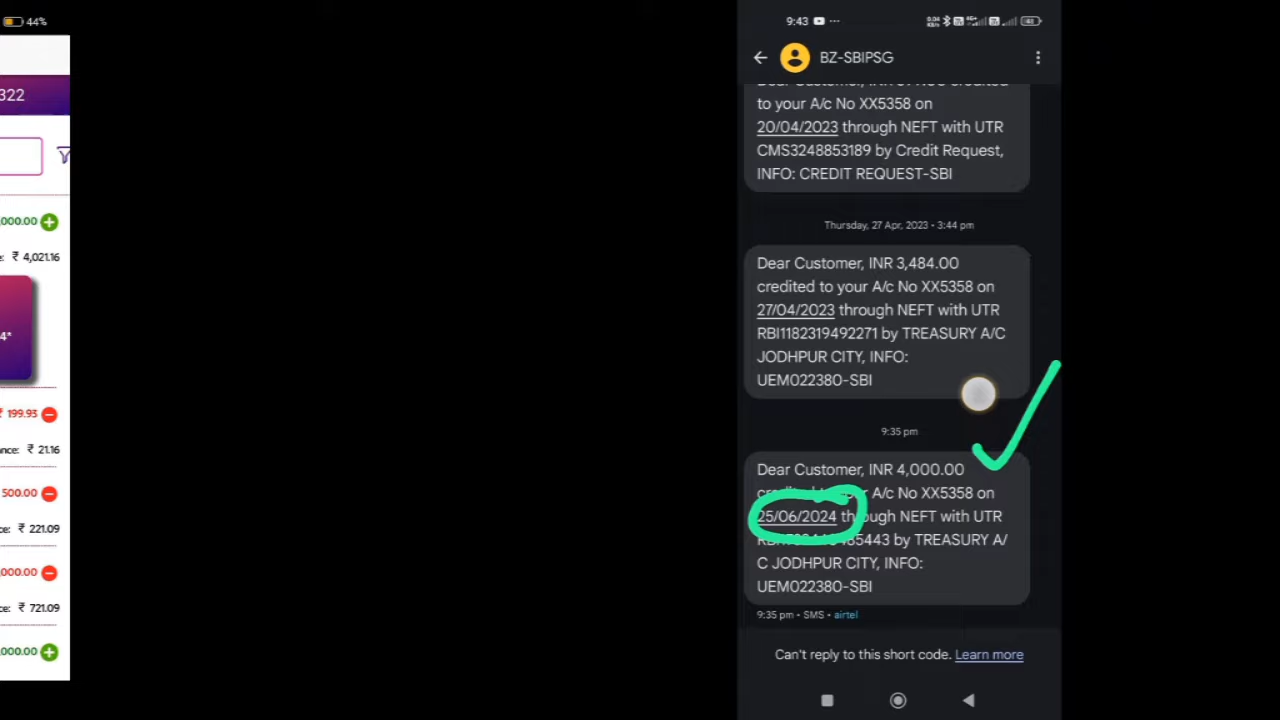 44%
322
,000.00
e: ₹ 4,021.16
4*
₹ 199.93
nce: ₹ 21.16
500.00
ce: ₹ 221.09
,000.00
ce: ₹ 721.09
,000.00
9:43
BZ-SBIPSG
to your A/c No XX5358 on
20/04/2023 through NEFT with UTR
CMS3248853189 by Credit Request,
INFO: CREDIT REQUEST-SBI
Thursday, 27 Apr, 2023 • 3:44 pm
Dear Customer, INR 3,484.00
credited to your A/c No XX5358 on
27/04/2023 through NEFT with UTR
RBI1182319492271 by TREASURY A/C
JODHPUR CITY, INFO:
UEM022380-SBI
9:35 pm
Dear Customer, INR 4,000.00
A/c No XX5358 on
25/06/2024 through NEFT with UTR
by TREASURY A/
C JODHPUR CITY, INFO:
UEM022380-SBI
9:35 pm • SMS • airtel
Can't reply to this short code. Learn more